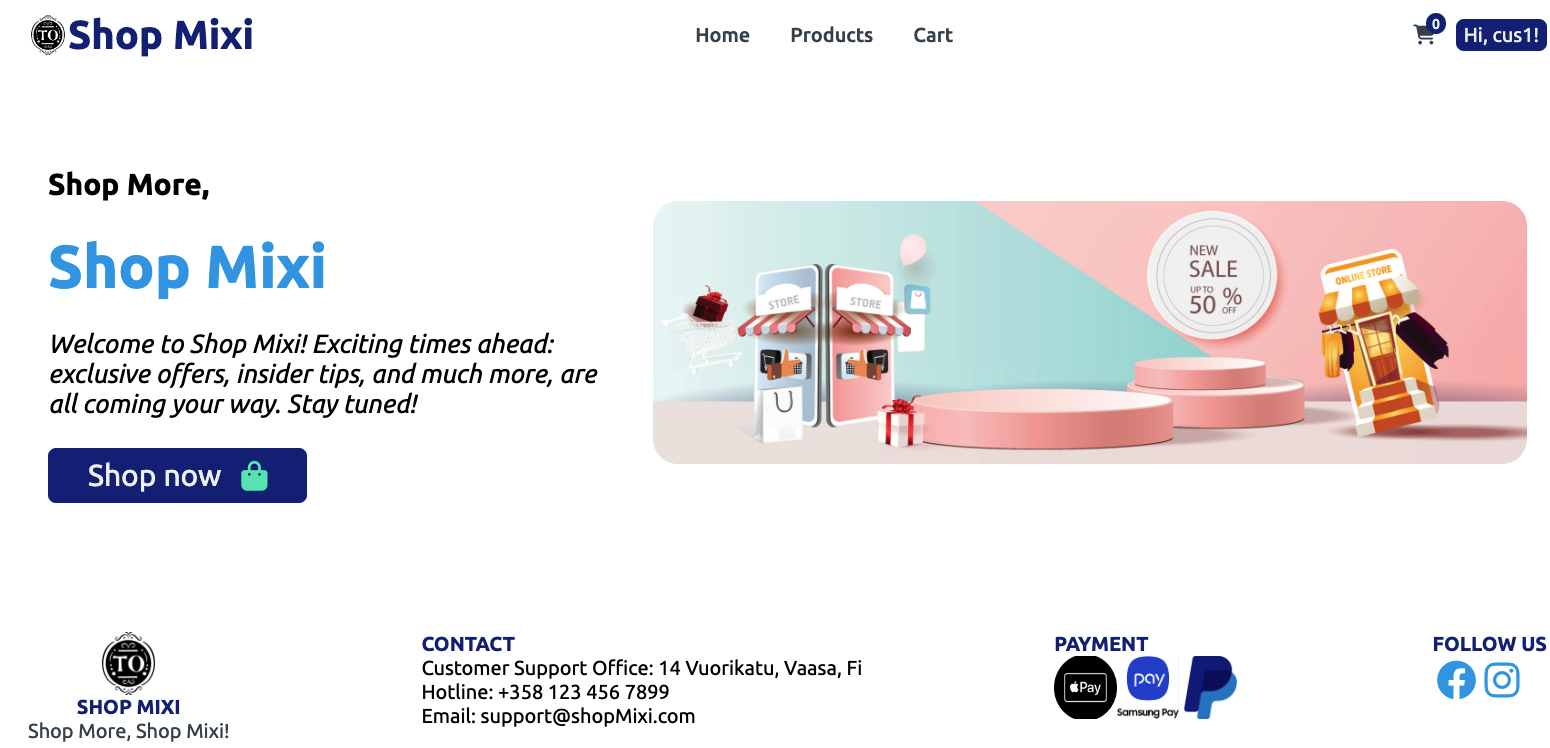 TO
Shop Mixi
Home
Products
Cart
0
Hi, cus1!
Shop More,
Shop Mixi
Welcome to Shop Mixi! Exciting times ahead:
exclusive offers, insider tips, and much more, are
all coming your way. Stay tuned!
Shop now
STORE
STORE
NEW
SALE
UP TO
50 % OFF
ONLINE STORE
TO
SHOP MIXI
Shop More, Shop Mixi!
CONTACT
Customer Support Office: 14 Vuorikatu, Vaasa, Fi
Hotline: +358 123 456 7899
Email: support@shopMixi.com
PAYMENT
Pay
pay
Samsung Pay
FOLLOW US